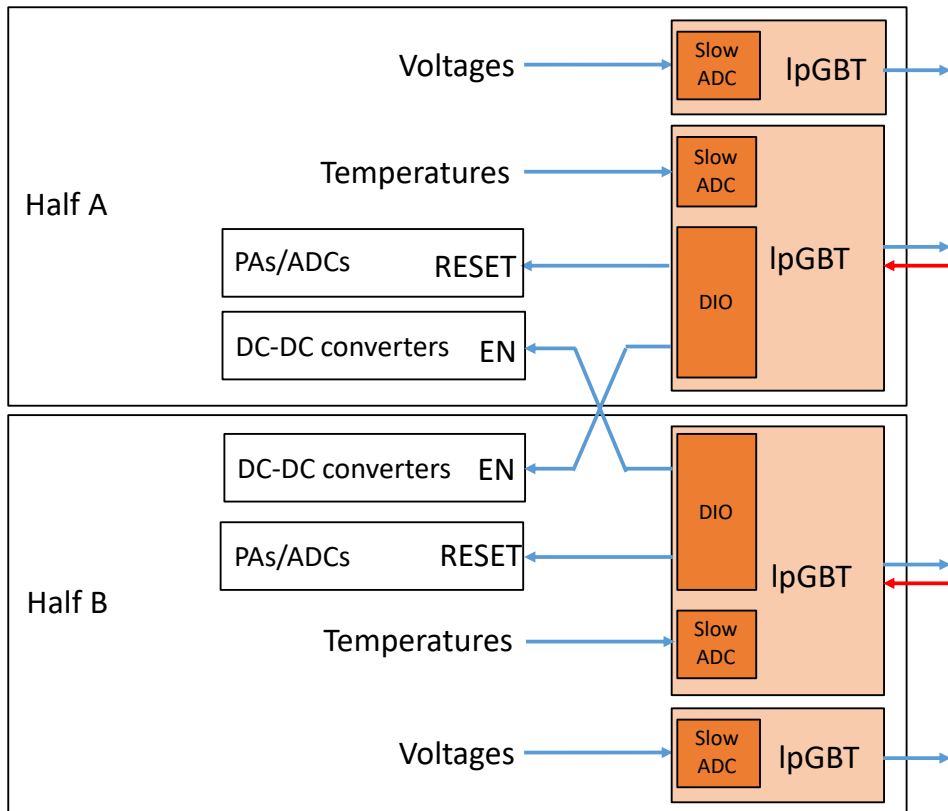 Voltages
Slow
ADC
lpGBT
Temperatures
Slow
ADC
Half A
PAs/ADCs RESET
lpGBT
DIO
DC-DC converters EN
DC-DC converters EN
DIO
PAs/ADCs RESET
lpGBT
Half B
Temperatures
Slow
ADC
Voltages
Slow
ADC
lpGBT